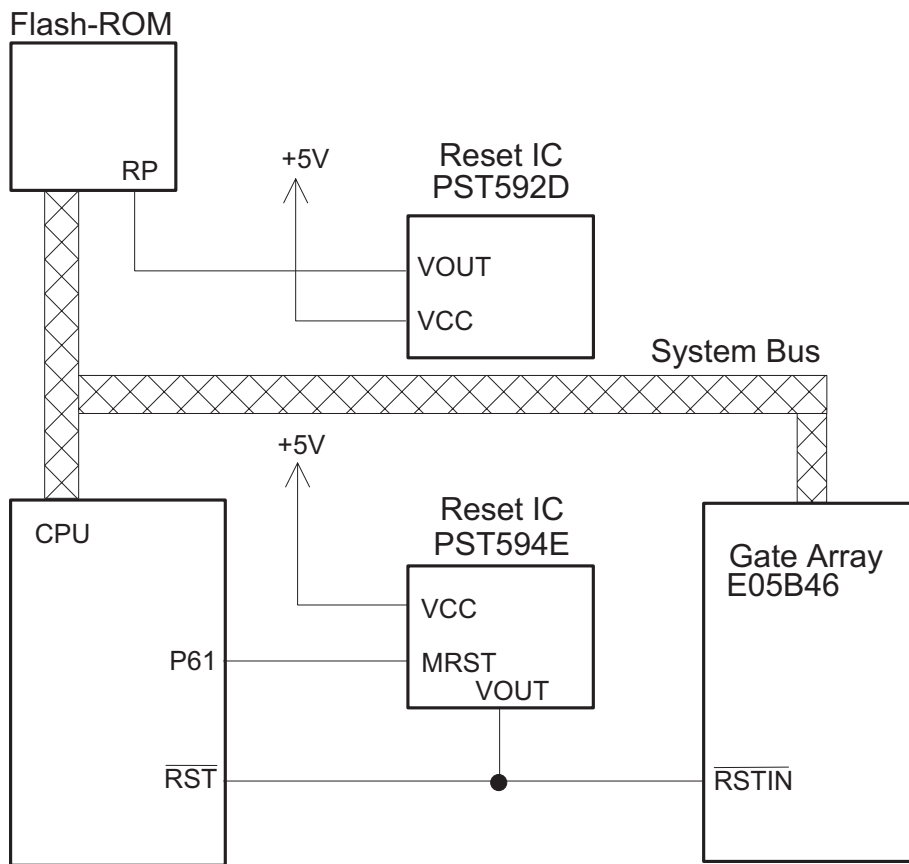 Flash-ROM
RP
+5V
Reset IC
PST592D
VOUT
VCC
System Bus
+5V
Reset IC
PST594E
CPU
Gate Array
E05B46
VCC
P61
MRST
VOUT
RST
RSTIN